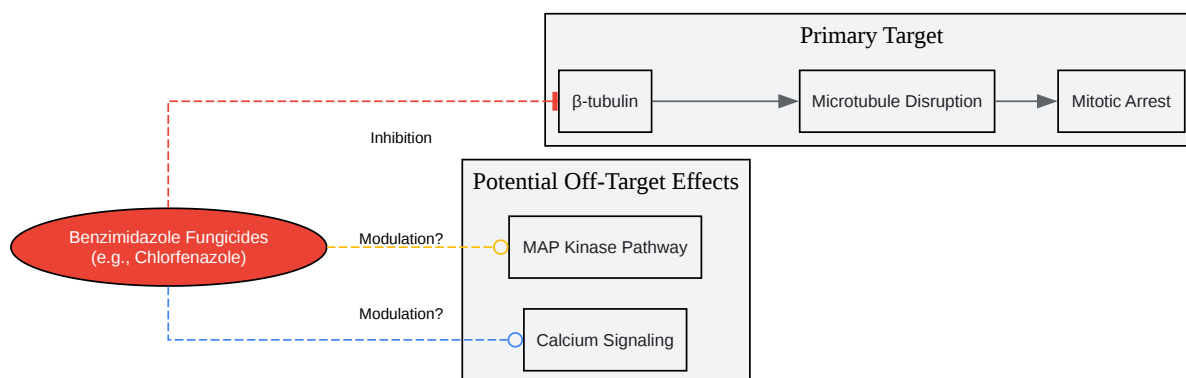 Primary Target
β-tubulin
Microtubule Disruption
Mitotic Arrest
Inhibition
Potential Off-Target Effects
Benzimidazole Fungicides
(e.g., Chlorfenazole)
Modulation?
MAP Kinase Pathway
Modulation?
Calcium Signaling